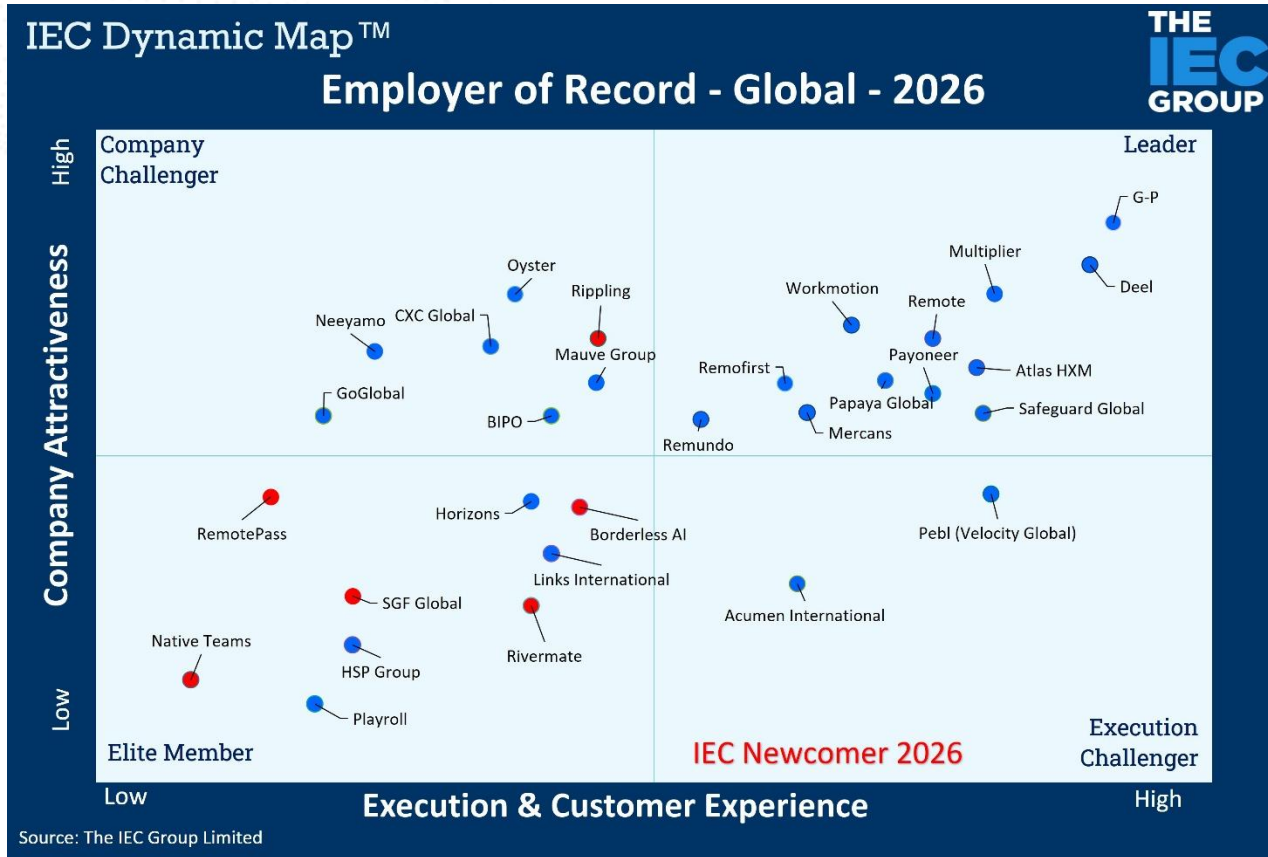 IEC Dynamic Map™
THE
IEC
GROUP
Employer of Record - Global - 2026
Company
Challenger
Leader
High
G-P
Multiplier
Oyster
Rippling
Workmotion
Deel
Remote
CXC Global
Neeyamo
Mauve Group
Payoneer
Remofirst
Atlas HXM
GoGlobal
Papaya Global
Safeguard Global
BIPO
Mercans
Remundo
Company Attractiveness
Horizons
RemotePass
Borderless AI
Pebl (Velocity Global)
Links International
SGF Global
Acumen International
Native Teams
Rivermate
HSP Group
Low
Playroll
Elite Member
IEC Newcomer 2026
Execution
Challenger
Low
Execution & Customer Experience
High
Source: The IEC Group Limited